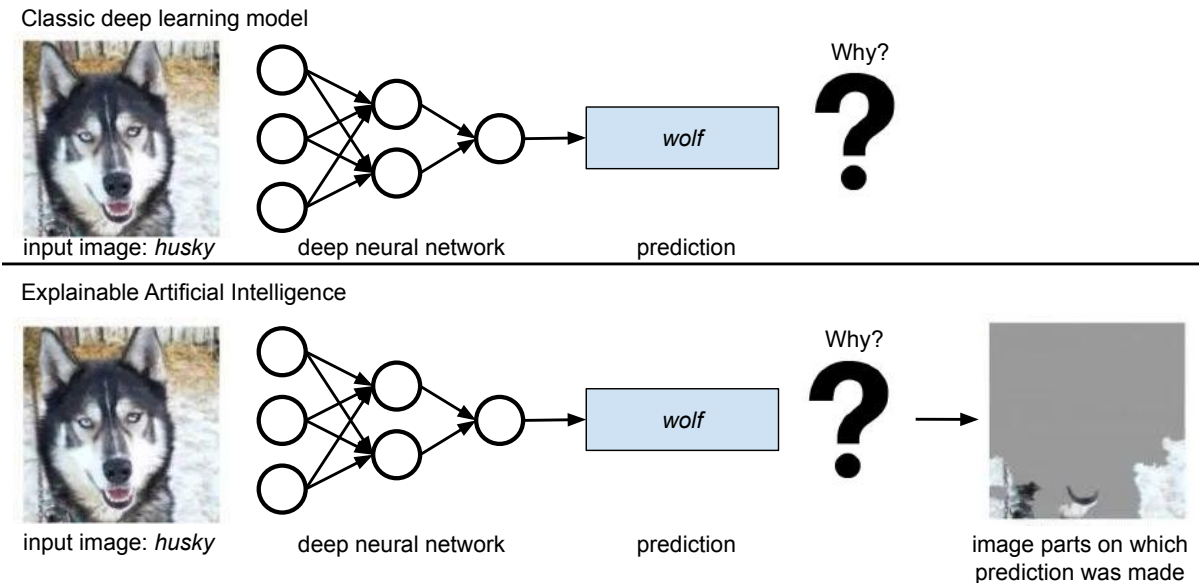 Classic deep learning model
Why?
?
wolf
input image: husky
deep neural network
prediction
Explainable Artificial Intelligence
Why?
?
wolf
input image: husky
deep neural network
prediction
image parts on which
prediction was made